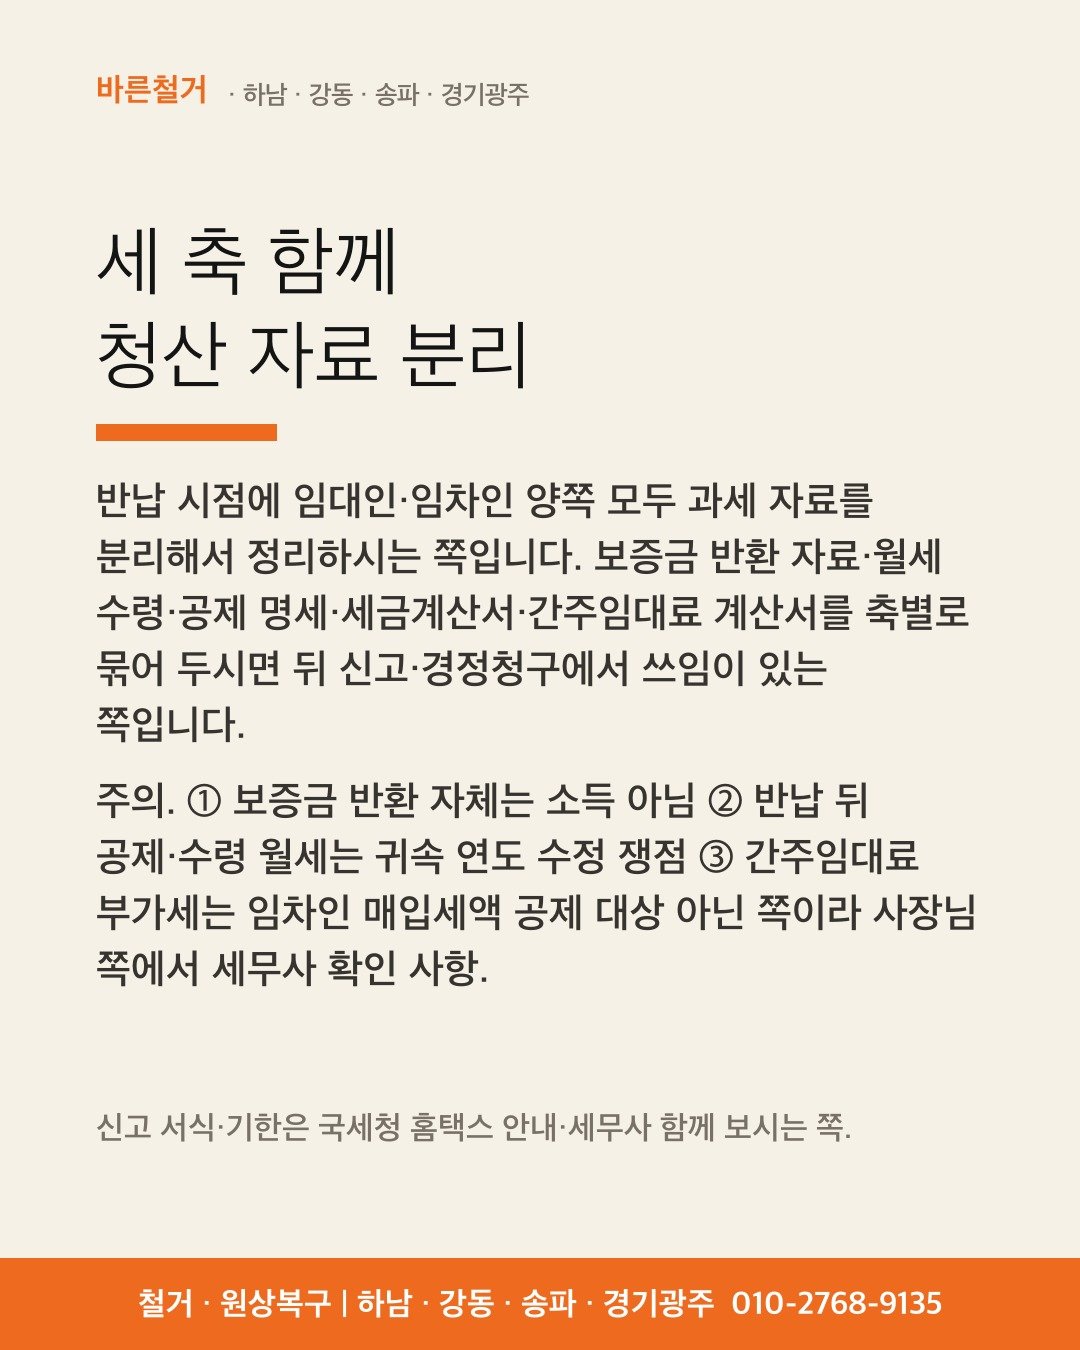 바른철거 · 하남 · 강동 · 송파 · 경기광주
세 축 함께
청산 자료 분리
반납 시점에 임대인·임차인 양쪽 모두 과세 자료를
분리해서 정리하시는 쪽입니다. 보증금 반환 자료·월세
수령·공제 명세·세금계산서·간주임대료 계산서를 축별로
묶어 두시면 뒤 신고·경정청구에서 쓰임이 있는
쪽입니다.
주의. ① 보증금 반환 자체는 소득 아님 ② 반납 뒤
공제·수령 월세는 귀속 연도 수정 쟁점 ③ 간주임대료
부가세는 임차인 매입세액 공제 대상 아닌 쪽이라 사장님
쪽에서 세무사 확인 사항.
신고 서식·기한은 국세청 홈택스 안내·세무사 함께 보시는 쪽.
철거 · 원상복구 | 하남 · 강동 · 송파 · 경기광주 010-2768-9135